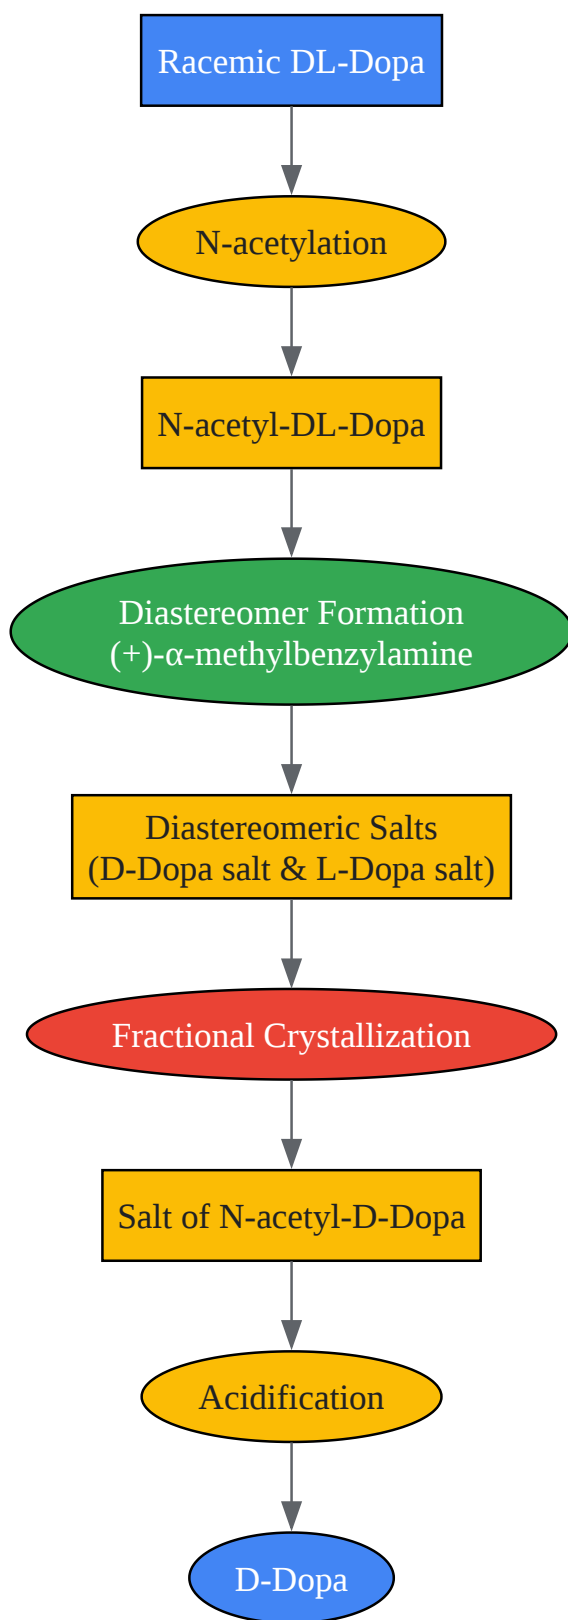 Racemic DL-Dopa
N-acetylation
N-acetyl-DL-Dopa
Diastereomer Formation
(+)-α-methylbenzylamine
Diastereomeric Salts
(D-Dopa salt & L-Dopa salt)
Fractional Crystallization
Salt of N-acetyl-D-Dopa
Acidification
D-Dopa